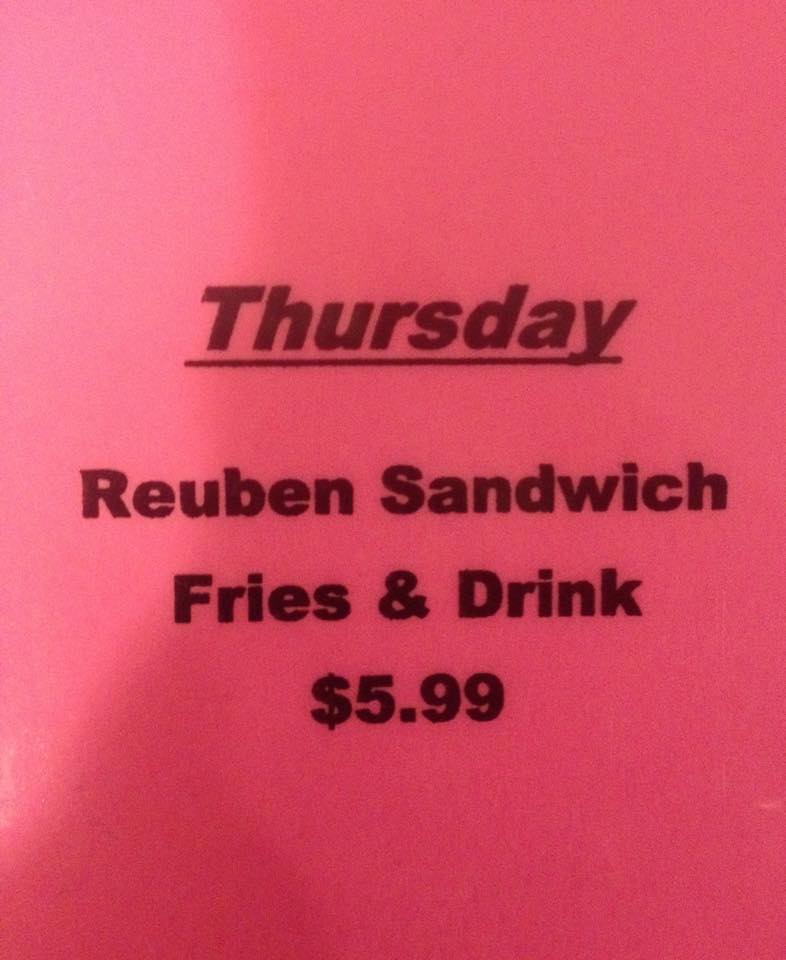 Thursday
Reuben Sandwich
Fries & Drink
$5.99